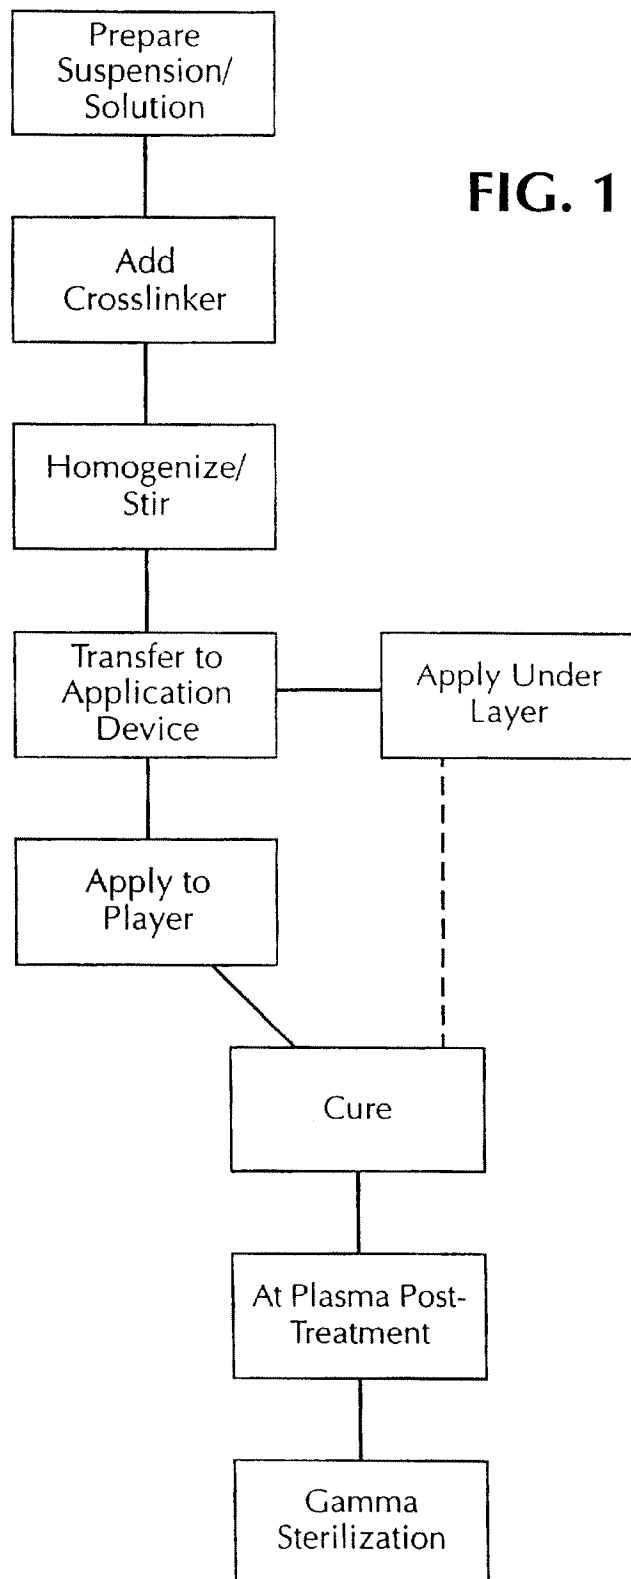 Prepare
Suspension/
Solution
FIG. 1
Add
Crosslinker
Homogenize/
Stir
Transfer to
Application
Device
Apply Under
Layer
Apply to
Player
Cure
At Plasma Post-
Treatment
Gamma
Sterilization